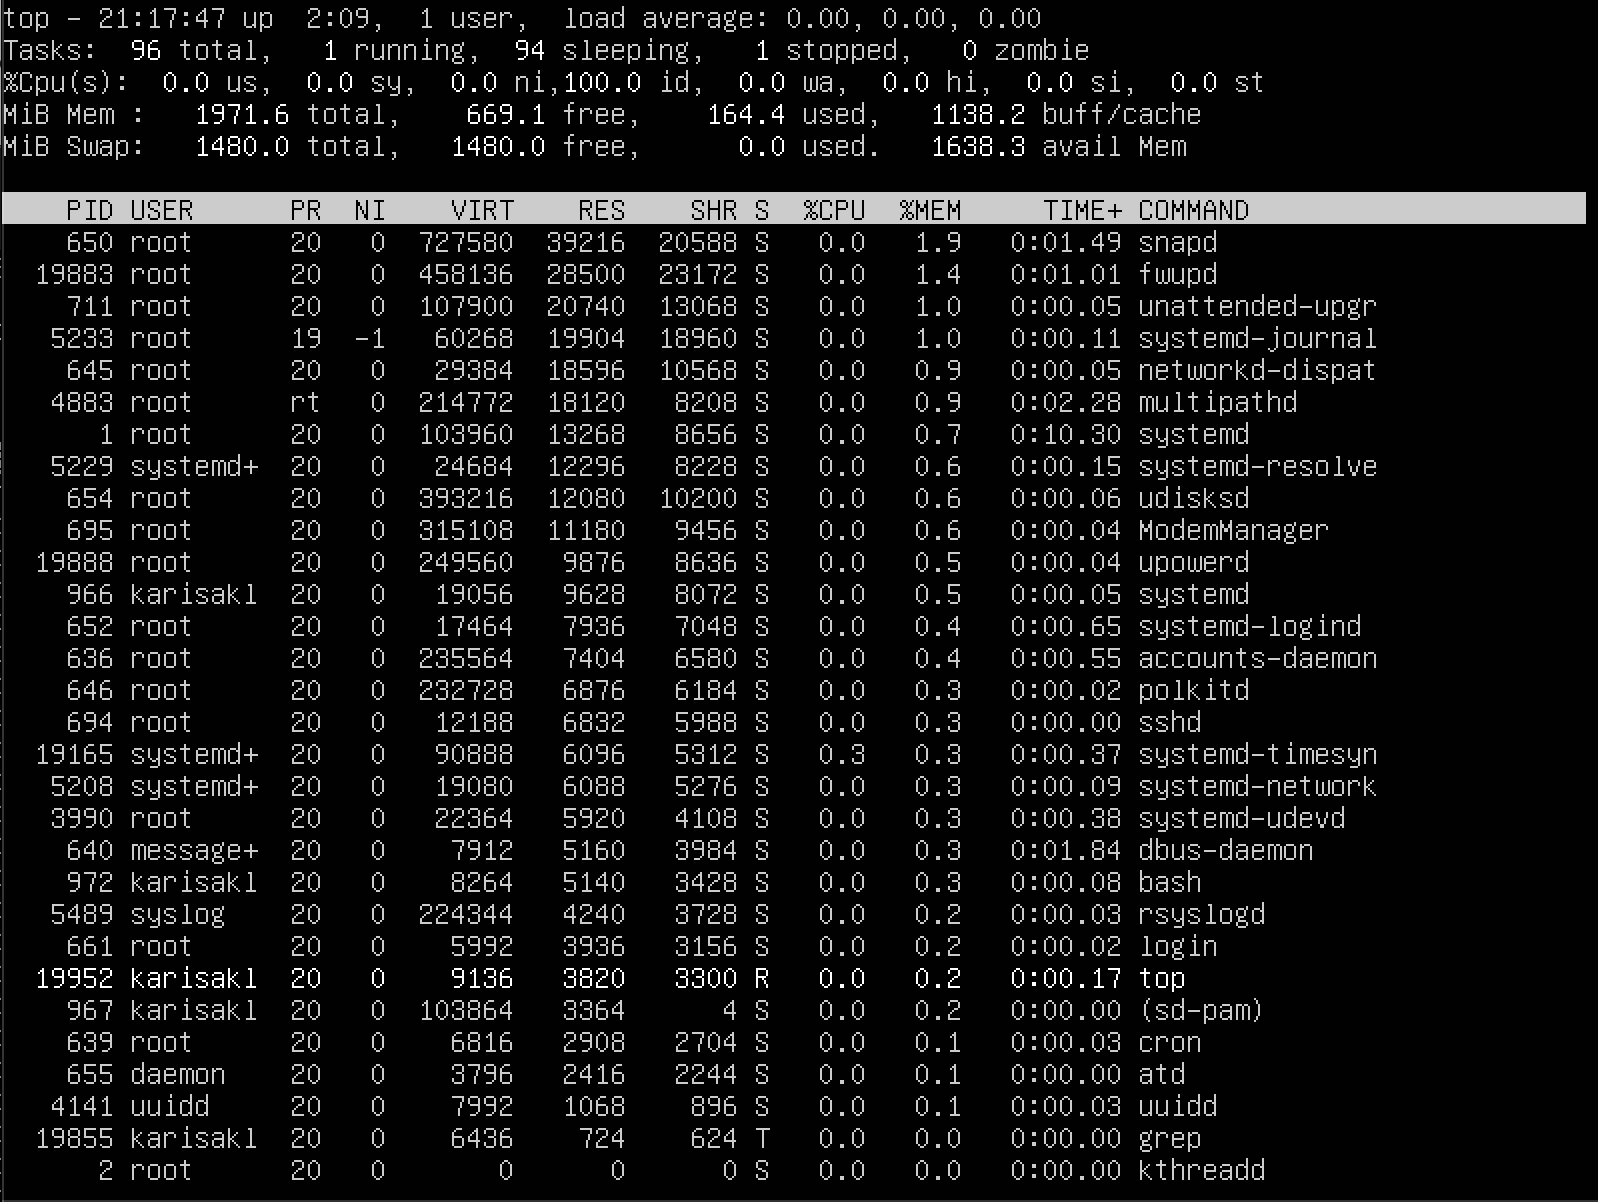 top - 21:17:47 up  2:09,  1 user,  load average: 0.00, 0.00, 0.00
Tasks:  96 total,   1 running,  94 sleeping,   1 stopped,   0 zombie
%Cpu(s):  0.0 us,  0.0 sy,  0.0 ni,100.0 id,  0.0 wa,  0.0 hi,  0.0 si,  0.0 st
MiB Mem :   1971.6 total,    669.1 free,    164.4 used,   1138.2 buff/cache
MiB Swap:   1480.0 total,   1480.0 free,      0.0 used.   1638.3 avail Mem
    PID USER      PR  NI    VIRT    RES    SHR S  %CPU  %MEM     TIME+ COMMAND
    650 root      20   0  727580  39216  20588 S   0.0   1.9   0:01.49 snapd
  19883 root      20   0  458136  28500  23172 S   0.0   1.4   0:01.01 fwupd
    711 root      20   0  107900  20740  13068 S   0.0   1.0   0:00.05 unattended-upgr
   5233 root      19  -1   60268  19904  18960 S   0.0   1.0   0:00.11 systemd-journal
    645 root      20   0   29384  18596  10568 S   0.0   0.9   0:00.05 networkd-dispat
   4883 root      rt   0  214772  18120   8208 S   0.0   0.9   0:02.28 multipathd
      1 root      20   0  103960  13268   8656 S   0.0   0.7   0:10.30 systemd
   5229 systemd+  20   0   24684  12296   8228 S   0.0   0.6   0:00.15 systemd-resolve
    654 root      20   0  393216  12080  10200 S   0.0   0.6   0:00.06 udisksd
    695 root      20   0  315108  11180   9456 S   0.0   0.6   0:00.04 ModemManager
  19888 root      20   0  249560   9876   8636 S   0.0   0.5   0:00.04 upowerd
    966 karisakl  20   0   19056   9628   8072 S   0.0   0.5   0:00.05 systemd
    652 root      20   0   17464   7936   7048 S   0.0   0.4   0:00.65 systemd-logind
    636 root      20   0  235564   7404   6580 S   0.0   0.4   0:00.55 accounts-daemon
    646 root      20   0  232728   6876   6184 S   0.0   0.3   0:00.02 polkitd
    694 root      20   0   12188   6832   5988 S   0.0   0.3   0:00.00 sshd
  19165 systemd+  20   0   90888   6096   5312 S   0.3   0.3   0:00.37 systemd-timesyn
   5208 systemd+  20   0   19080   6088   5276 S   0.0   0.3   0:00.09 systemd-network
   3990 root      20   0   22364   5920   4108 S   0.0   0.3   0:00.38 systemd-udevd
    640 message+  20   0    7912   5160   3984 S   0.0   0.3   0:01.84 dbus-daemon
    972 karisakl  20   0    8264   5140   3428 S   0.0   0.3   0:00.08 bash
   5489 syslog    20   0  224344   4240   3728 S   0.0   0.2   0:00.03 rsyslogd
    661 root      20   0    5992   3936   3156 S   0.0   0.2   0:00.02 login
  19952 karisakl  20   0    9136   3820   3300 R   0.0   0.2   0:00.17 top
    967 karisakl  20   0  103864   3364      4 S   0.0   0.2   0:00.00 (sd-pam)
    639 root      20   0    6816   2908   2704 S   0.0   0.1   0:00.03 cron
    655 daemon    20   0    3796   2416   2244 S   0.0   0.1   0:00.00 atd
   4141 uuidd     20   0    7992   1068    896 S   0.0   0.1   0:00.03 uuidd
  19855 karisakl  20   0    6436    724    624 T   0.0   0.0   0:00.00 grep
      2 root      20   0       0      0      0 S   0.0   0.0   0:00.00 kthreadd